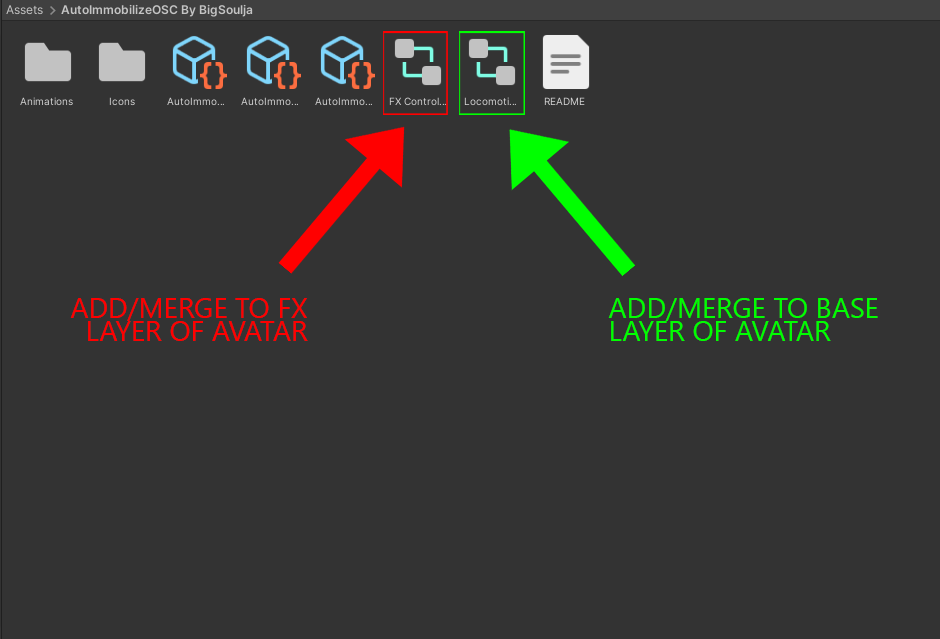 Assets > AutoImmobilizeOSC By BigSoulja
Animations
Icons
AutoImmo...
AutoImmo...
AutoImmo...
FX Control...
Locomoti...
README
ADD/MERGE TO FX
LAYER OF AVATAR
ADD/MERGE TO BASE
LAYER OF AVATAR